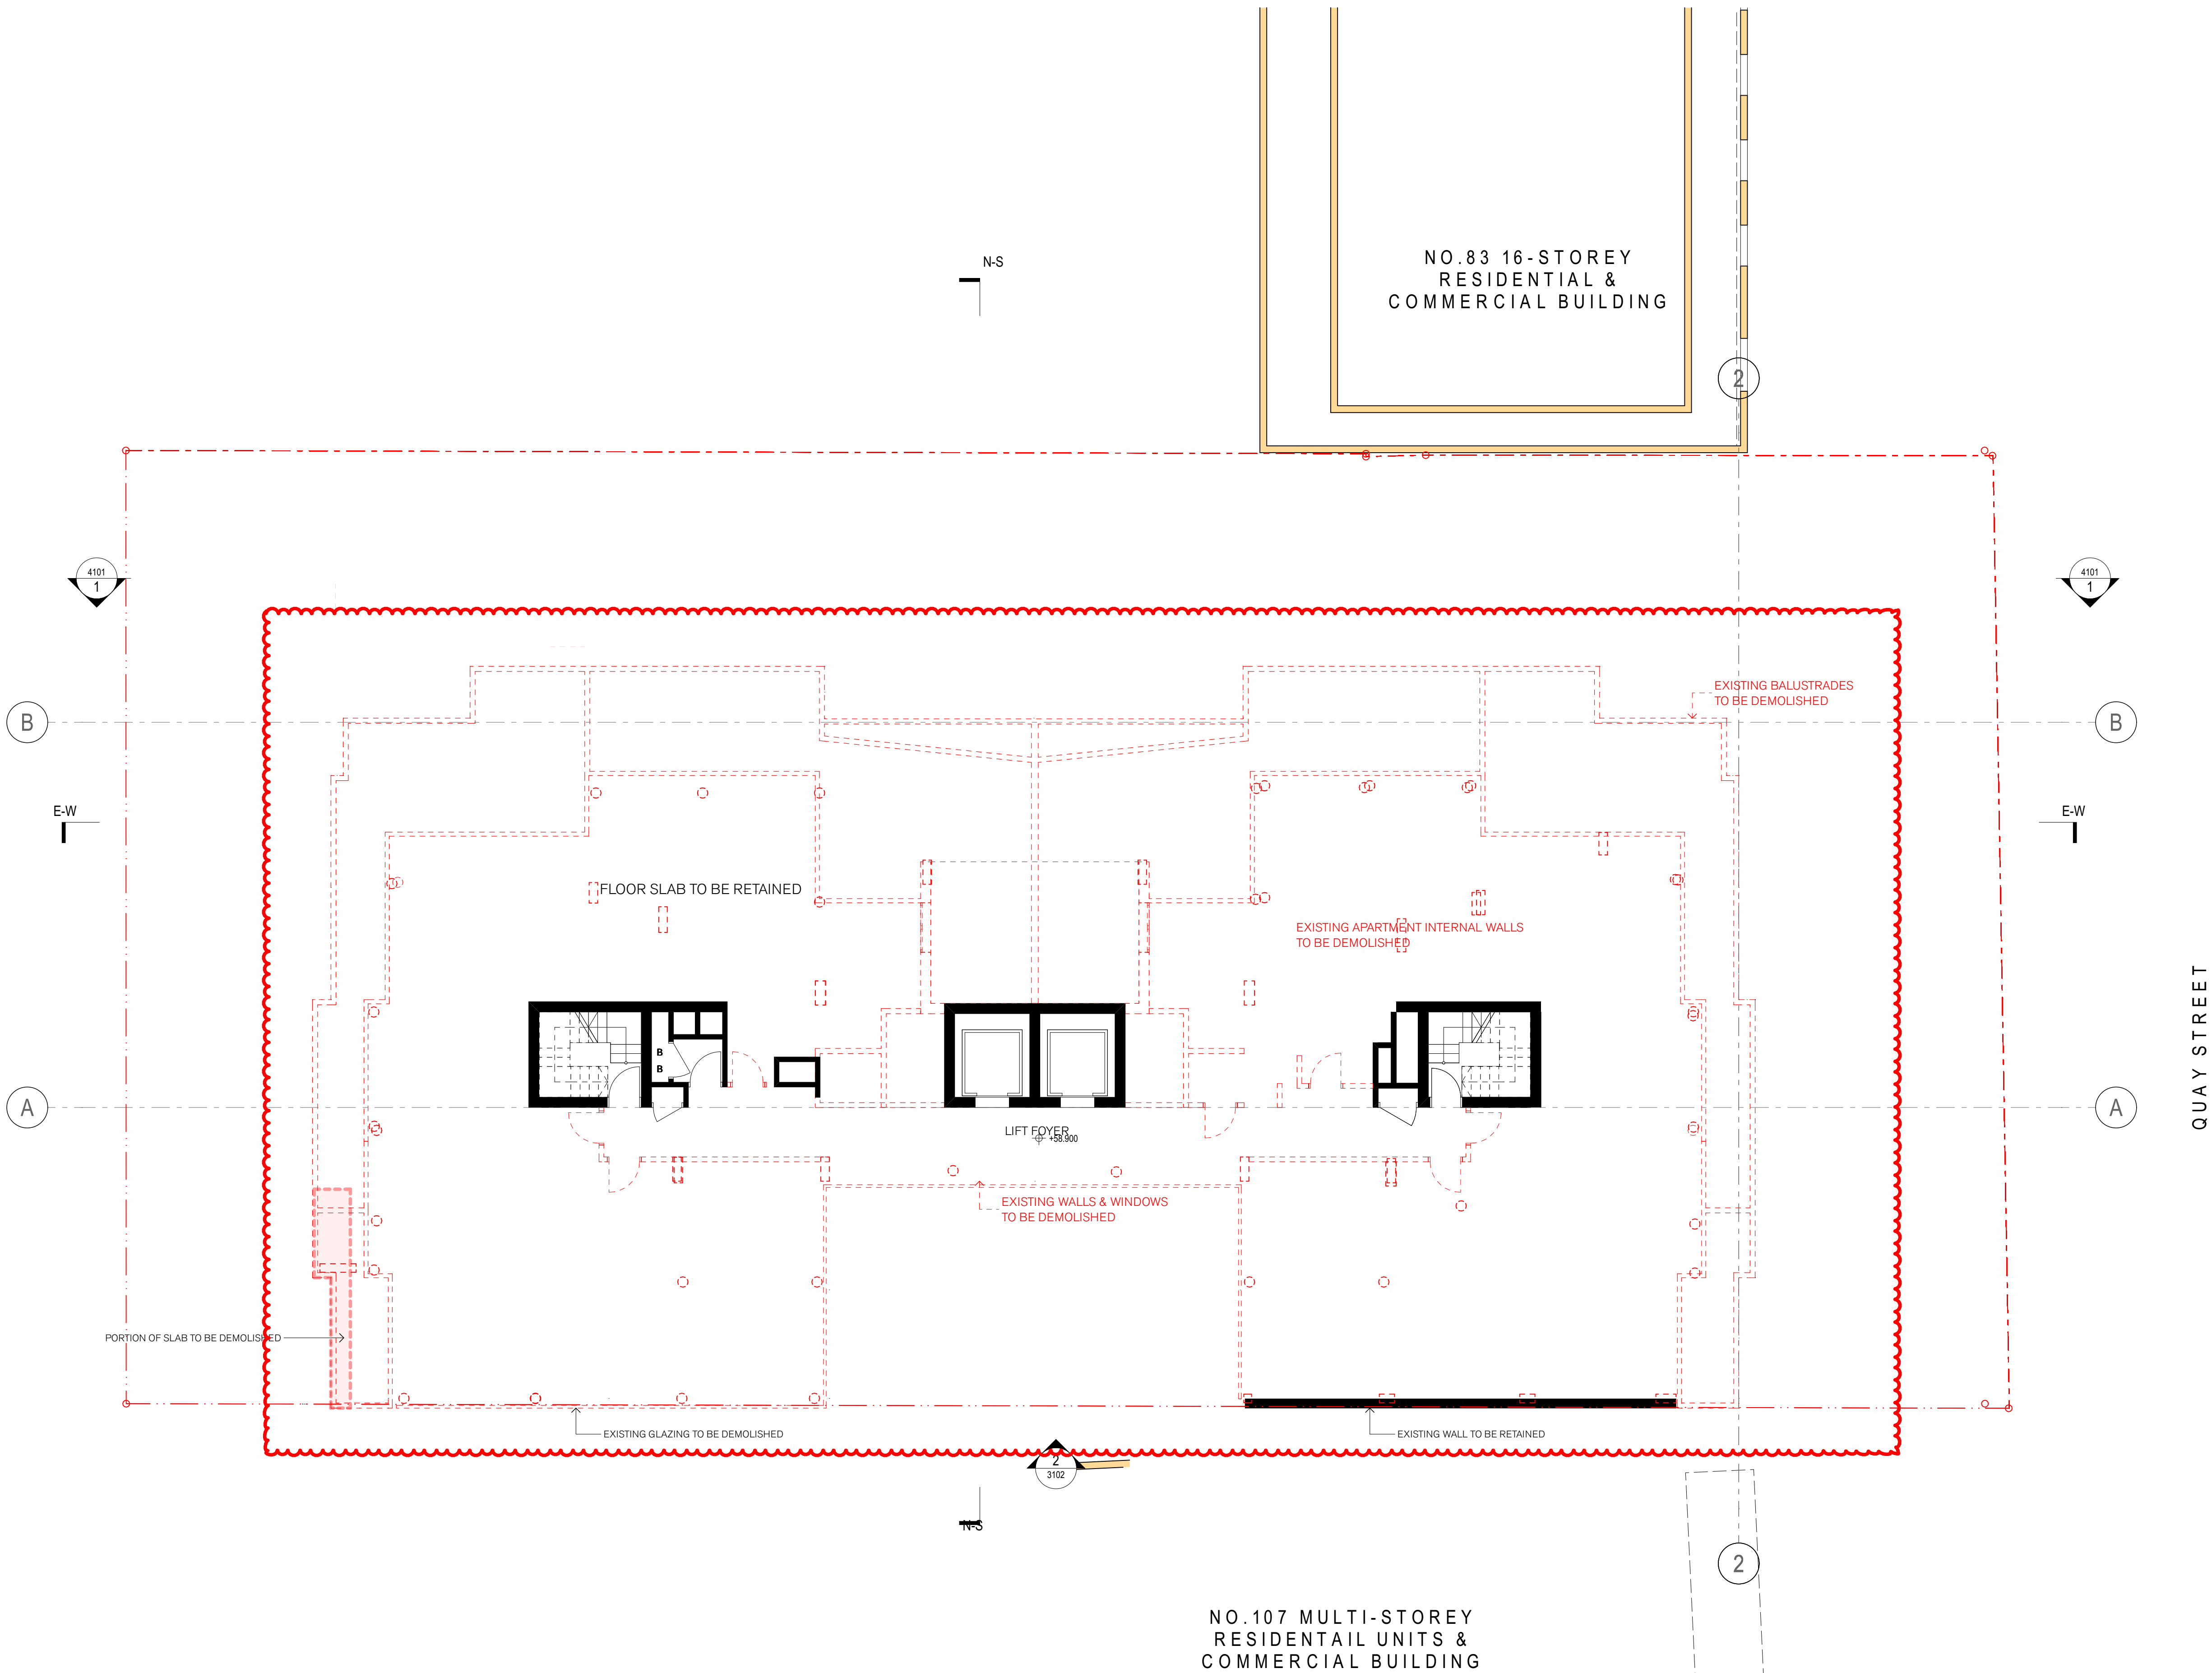 N-S
NO.83 16-STOREY
RESIDENTIAL &
COMMERCIAL BUILDING
2
4101
1
4101
1
EXISTING BALUSTRADES
TO BE DEMOLISHED
B
B
E-W
E-W
FLOOR SLAB TO BE RETAINED
EXISTING APARTMENT INTERNAL WALLS
TO BE DEMOLISHED
QUAY STREET
B
B
A
A
LIFT FOYER
+58.900
EXISTING WALLS & WINDOWS
TO BE DEMOLISHED
PORTION OF SLAB TO BE DEMOLISHED
EXISTING GLAZING TO BE DEMOLISHED
EXISTING WALL TO BE RETAINED
2
3102
N-S
2
NO.107 MULTI-STOREY
RESIDENTAIL UNITS &
COMMERCIAL BUILDING